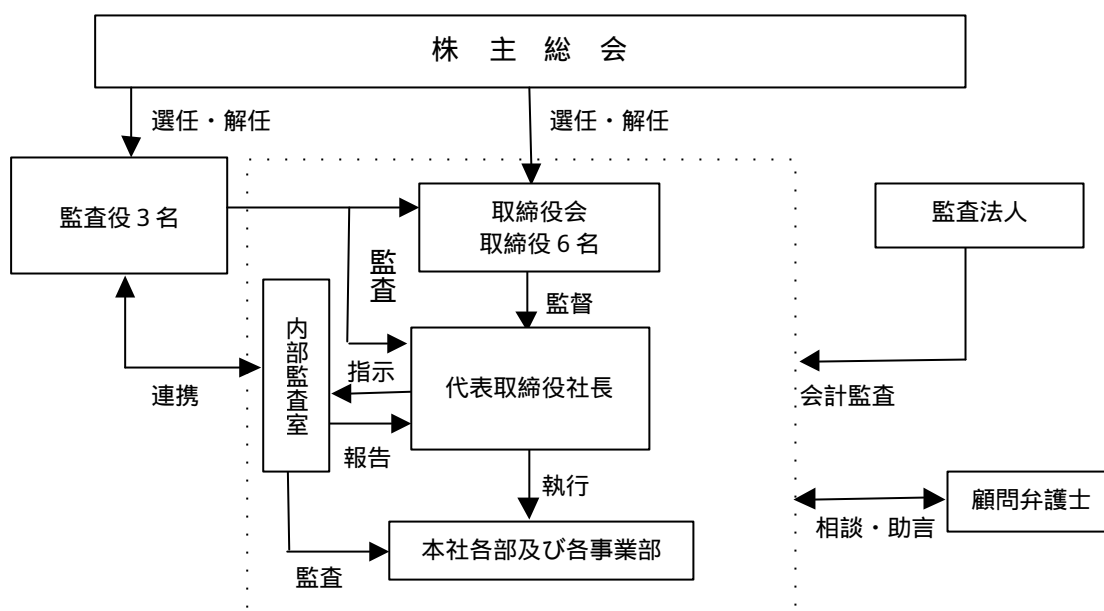 株 主 総 会
選任・解任
選任・解任
監査役３名
取締役会
取締役６名
監査法人
監査
監督
内部監査室
指示
代表取締役社長
連携
会計監査
報告
執行
顧問弁護士
相談・助言
本社各部及び各事業部
監査